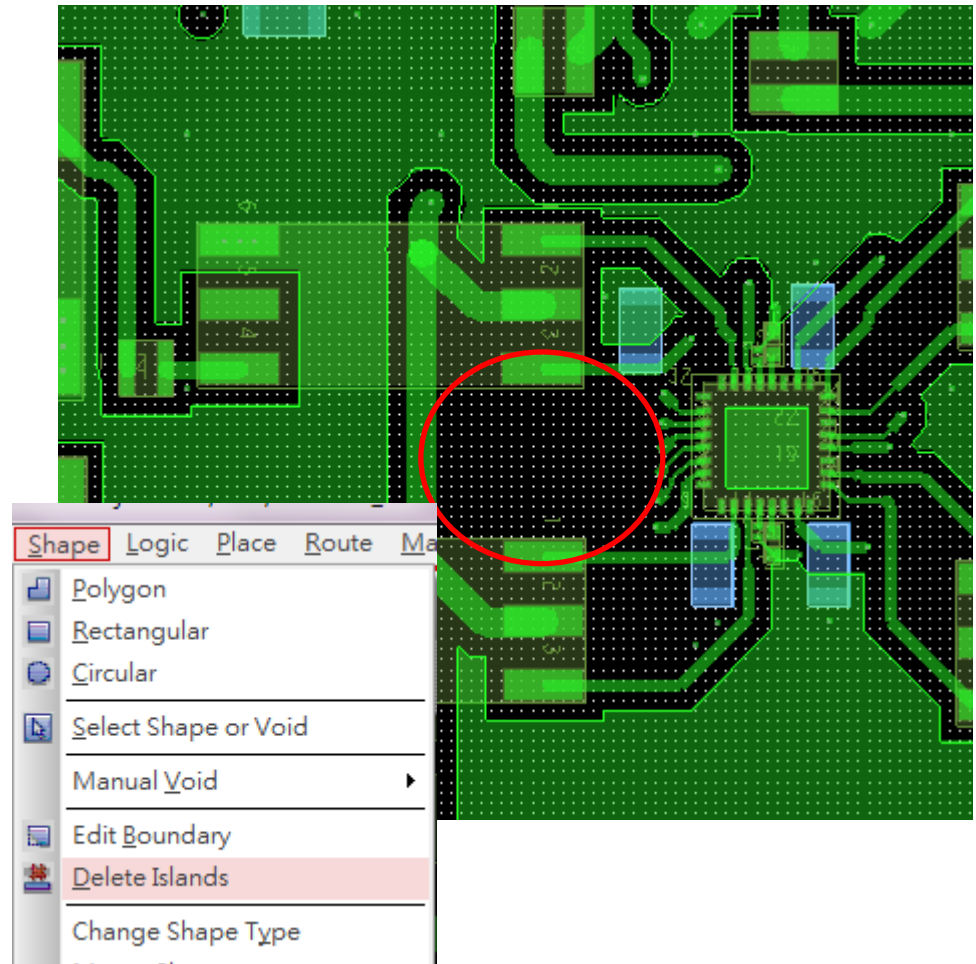 Shape Logic Place Route Ma
Polygon
Rectangular
Circular
Select Shape or Void
Manual Void
Edit Boundary
Delete Islands
Change Shape Type